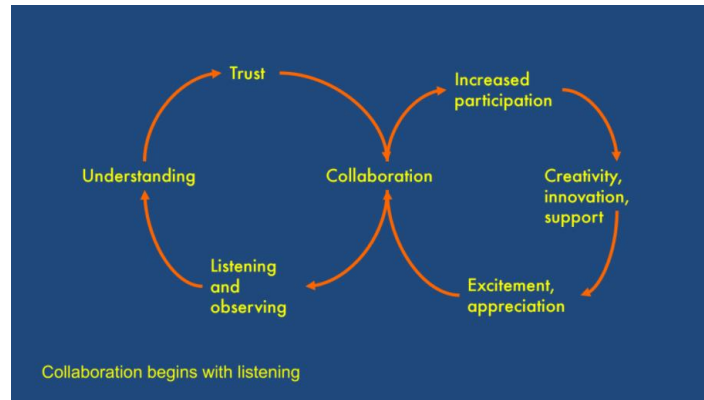 Trust
Increased
participation
Understanding
Collaboration
Creativity,
innovation,
support
Listening
and
observing
Excitement,
appreciation
Collaboration begins with listening